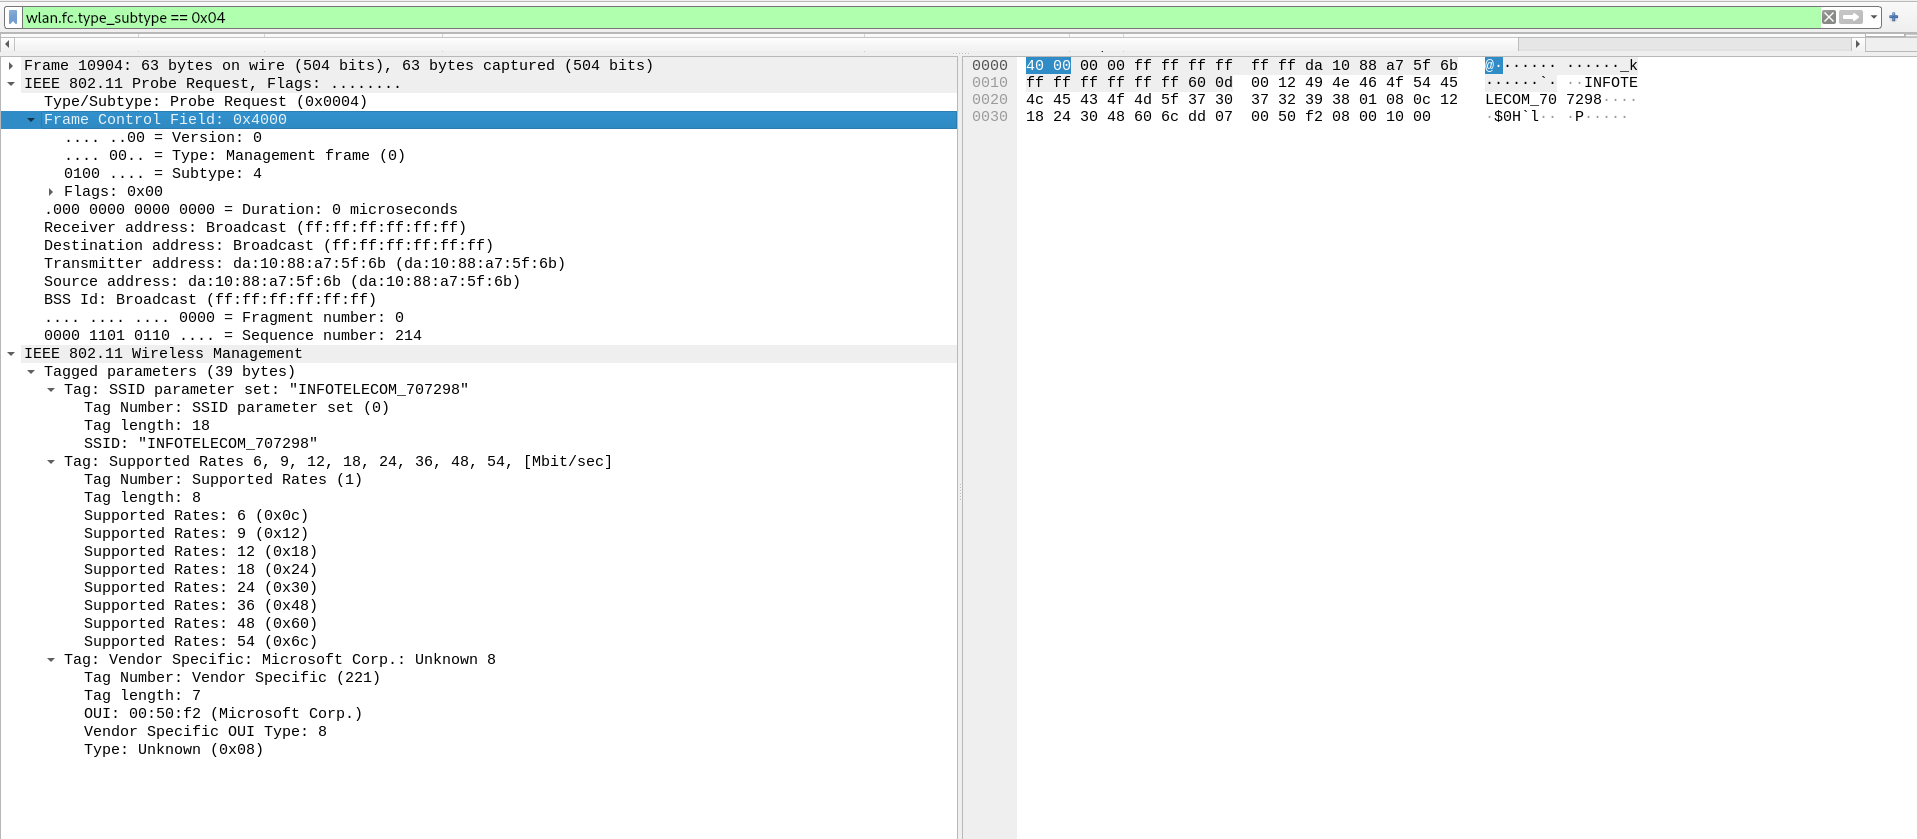 wlan.fc.type_subtype == 0x04
Frame 10904: 63 bytes on wire (504 bits), 63 bytes captured (504 bits)
IEEE 802.11 Probe Request, Flags: ........
Type/Subtype: Probe Request (0x0004)
Frame Control Field: 0x4000
.... ..00 = Version: 0
.... 00.. = Type: Management frame (0)
0100 .... = Subtype: 4
Flags: 0x00
.000 0000 0000 0000 = Duration: 0 microseconds
Receiver address: Broadcast (ff:ff:ff:ff:ff:ff)
Destination address: Broadcast (ff:ff:ff:ff:ff:ff)
Transmitter address: da:10:88:a7:5f:6b (da:10:88:a7:5f:6b)
Source address: da:10:88:a7:5f:6b (da:10:88:a7:5f:6b)
BSS Id: Broadcast (ff:ff:ff:ff:ff:ff)
.... .... .... 0000 = Fragment number: 0
0000 1101 0110 .... = Sequence number: 214
IEEE 802.11 Wireless Management
Tagged parameters (39 bytes)
Tag: SSID parameter set: "INFOTELECOM_707298"
Tag Number: SSID parameter set (0)
Tag length: 18
SSID: "INFOTELECOM_707298"
Tag: Supported Rates 6, 9, 12, 18, 24, 36, 48, 54, [Mbit/sec]
Tag Number: Supported Rates (1)
Tag length: 8
Supported Rates: 6 (0x0c)
Supported Rates: 9 (0x12)
Supported Rates: 12 (0x18)
Supported Rates: 18 (0x24)
Supported Rates: 24 (0x30)
Supported Rates: 36 (0x48)
Supported Rates: 48 (0x60)
Supported Rates: 54 (0x6c)
Tag: Vendor Specific: Microsoft Corp.: Unknown 8
Tag Number: Vendor Specific (221)
Tag length: 7
OUI: 00:50:f2 (Microsoft Corp.)
Vendor Specific OUI Type: 8
Type: Unknown (0x08)
0000 40 00 00 00 ff ff ff ff ff ff da 10 88 a7 5f 6b @······· ······_k
0010 ff ff ff ff ff ff 60 0d 00 12 49 4e 46 4f 54 45 ······`· ··INFOTE
0020 4c 45 43 4f 4d 5f 37 30 37 32 39 38 01 08 0c 12 LECOM_70 7298····
0030 18 24 30 48 60 6c dd 07 00 50 f2 08 00 10 00 ·$0H`l·· ·P·····